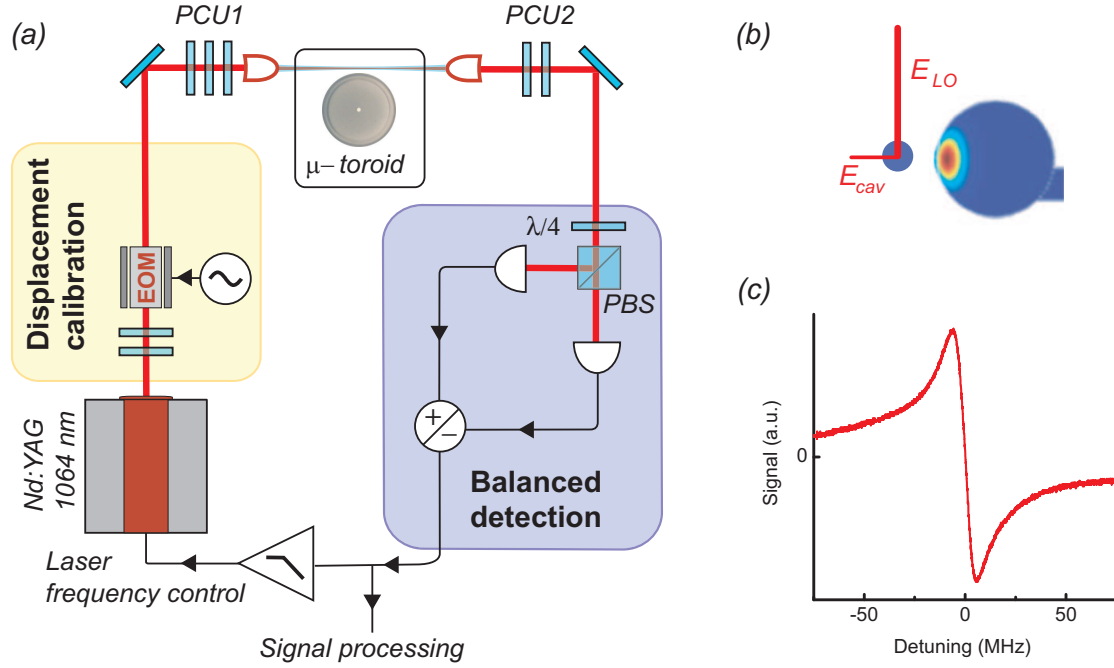 (a)
PCU1
PCU2
μ– toroid
Displacement
calibration
EOM
λ/4
PBS
+
−
Balanced
detection
Nd:YAG
1064 nm
Laser
frequency control
Signal processing
(b)
E LO
E cav
(c)
Signal (a.u.)
0
-50
0
50
Detuning (MHz)